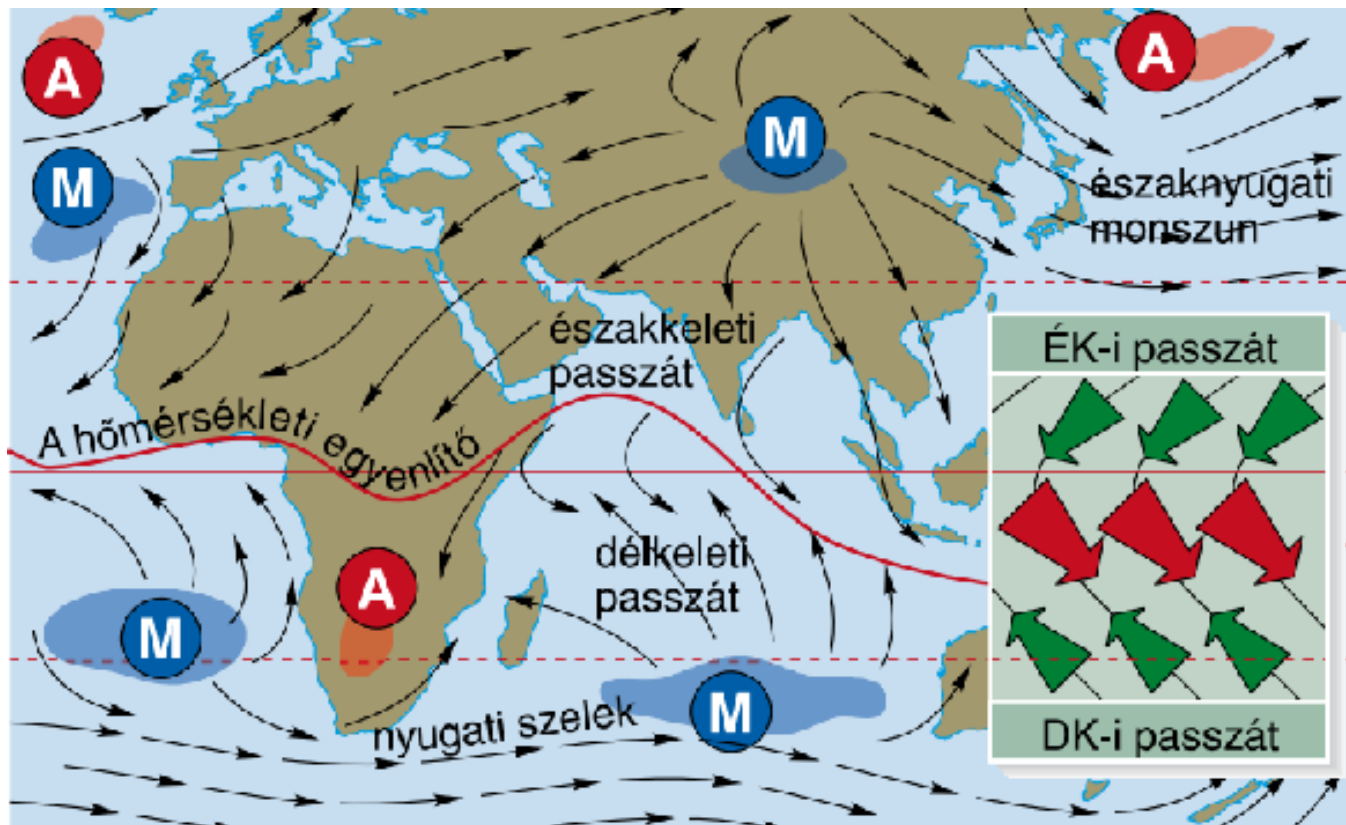 A
A
M
M
északnyugati
monszun
északkeleti
passzát
ÉK-i passzát
A hőmérsékleti egyenlítő
délkeleti
passzát
A
M
M
nyugati szelek
DK-i passzát